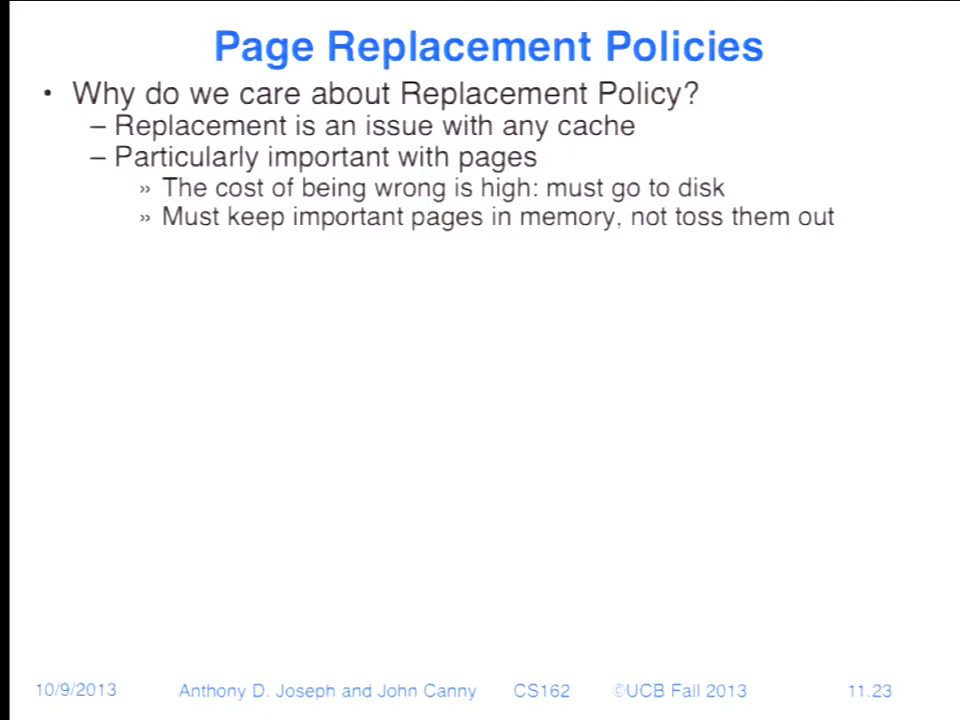 Page Replacement Policies
• Why do we care about Replacement Policy?
– Replacement is an issue with any cache
– Particularly important with pages
» The cost of being wrong is high: must go to disk
» Must keep important pages in memory, not toss them out
10/9/2013 Anthony D. Joseph and John Canny CS162 ©UCB Fall 2013 11.23